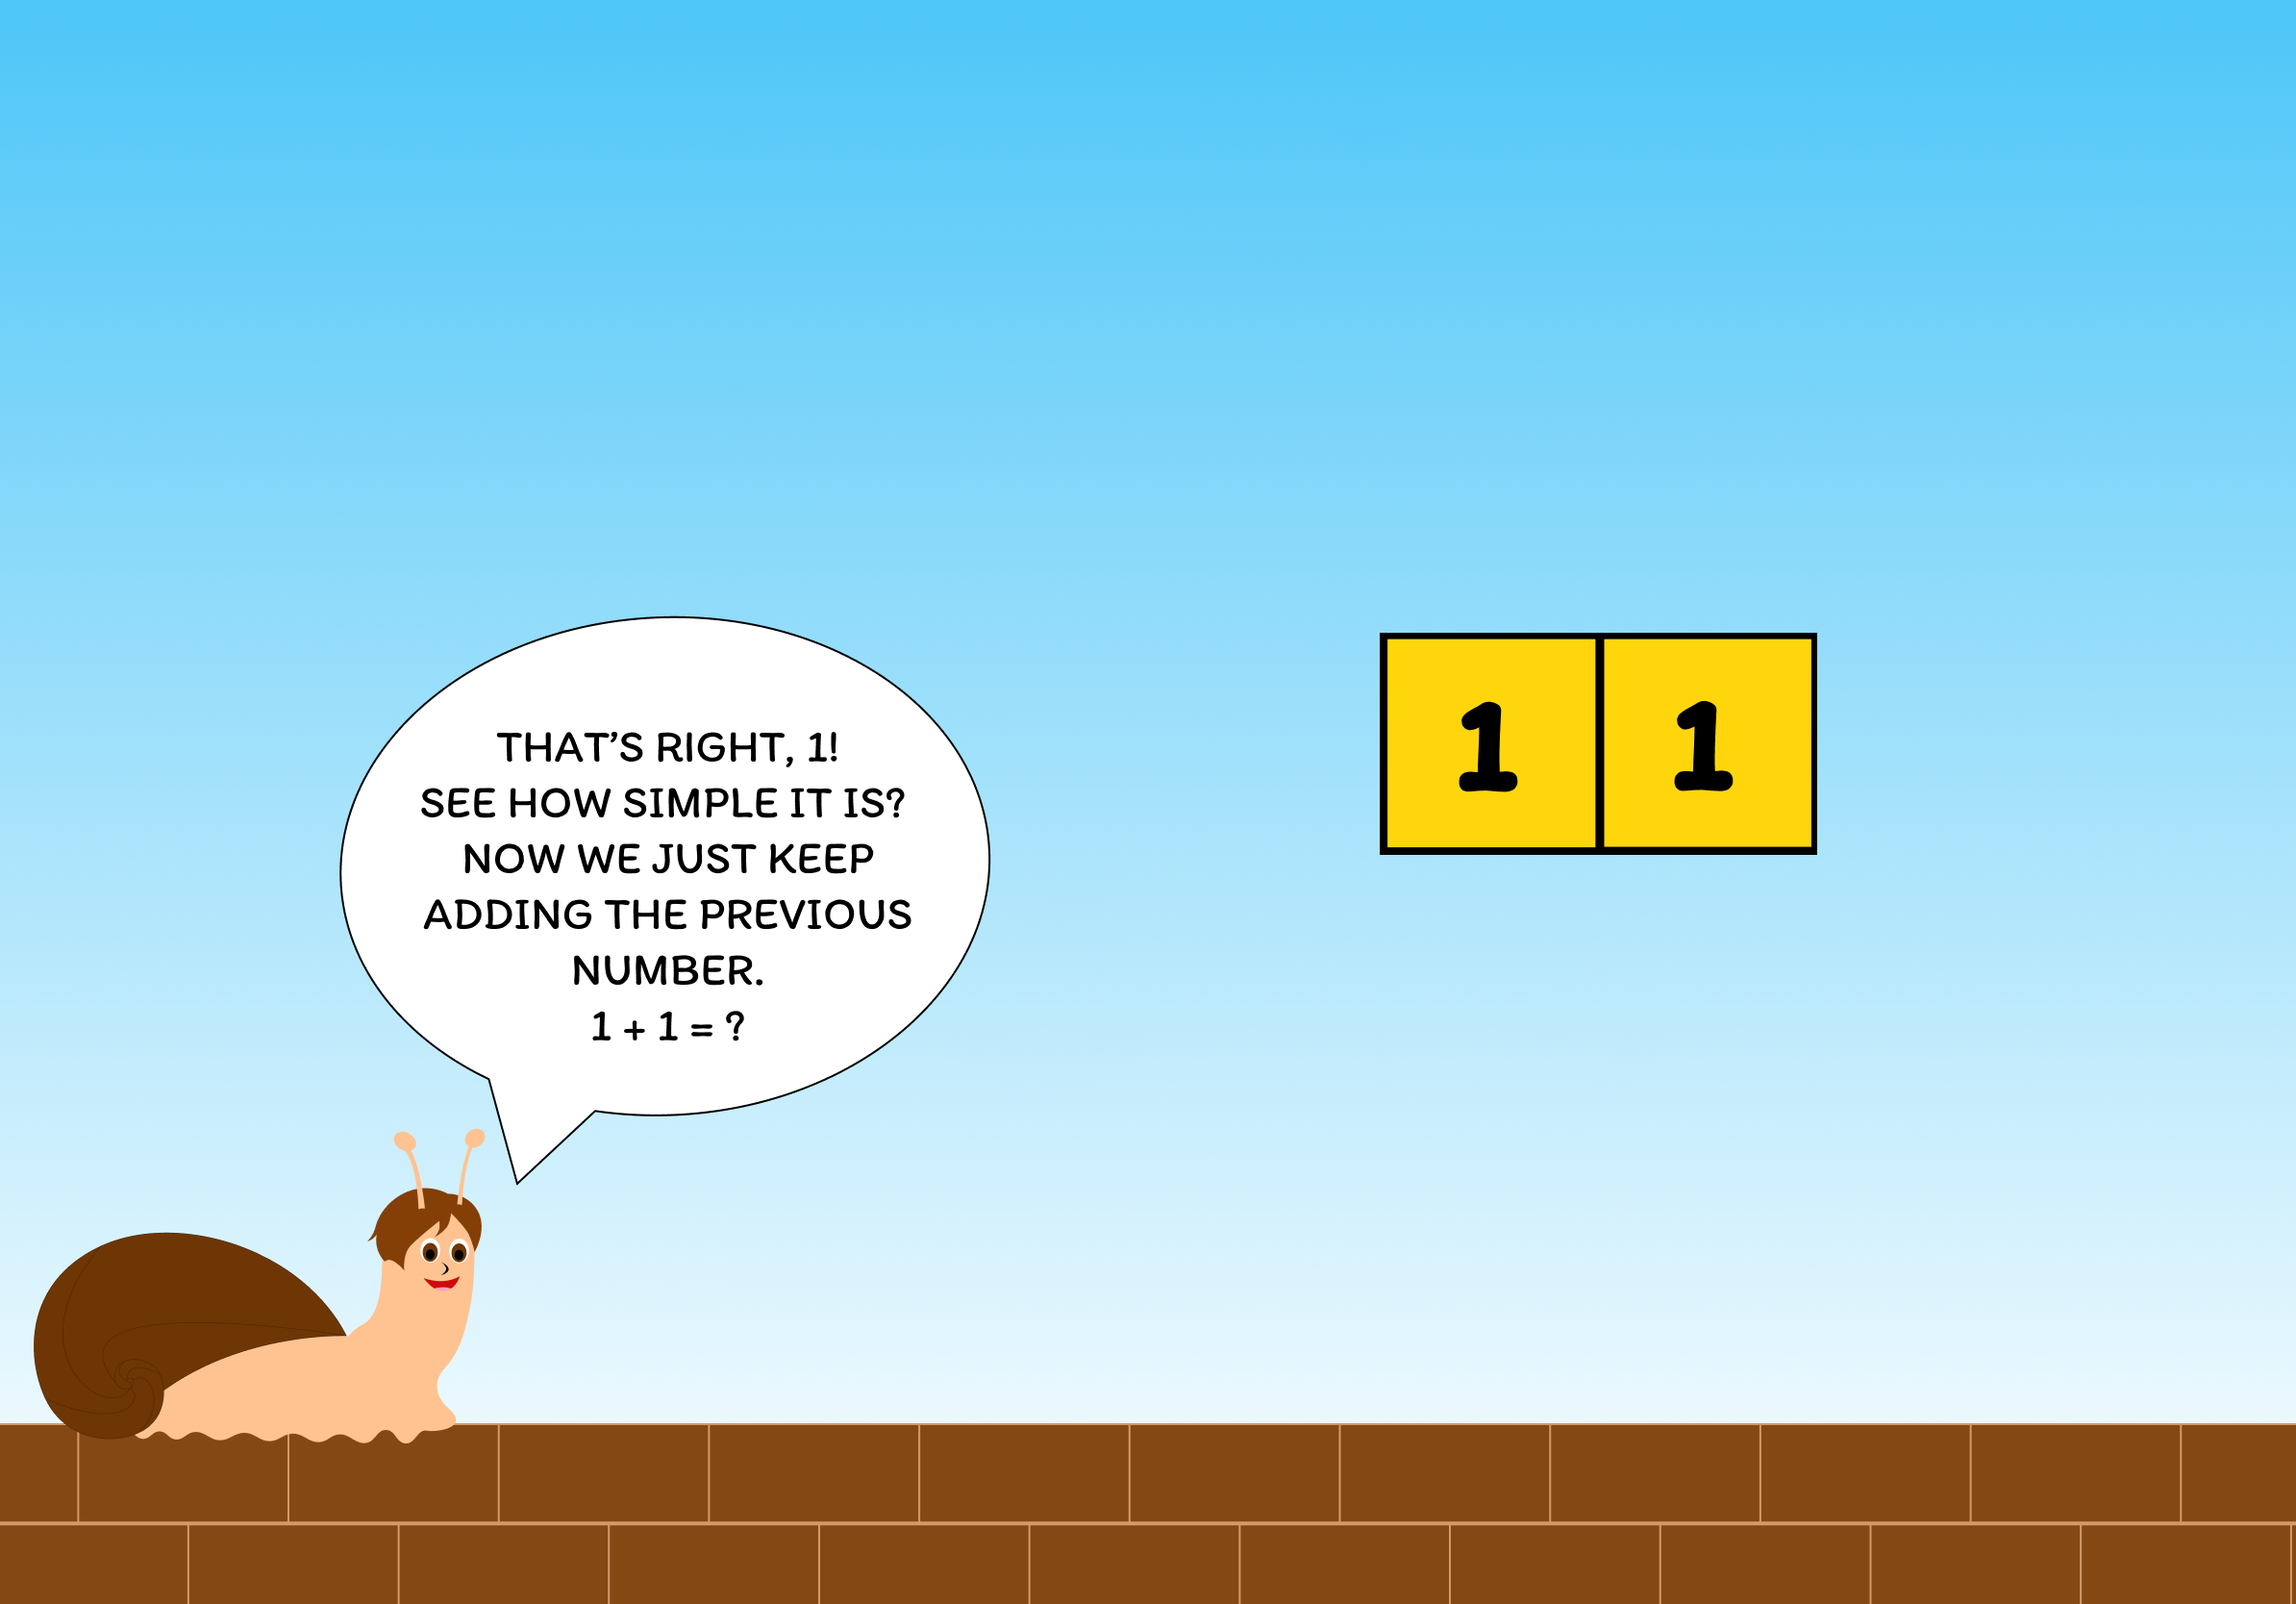 THAT'S RIGHT, 1!
SEE HOW SIMPLE IT IS?
NOW WE JUST KEEP
ADDING THE PREVIOUS
NUMBER.
1 + 1 = ?
1 1